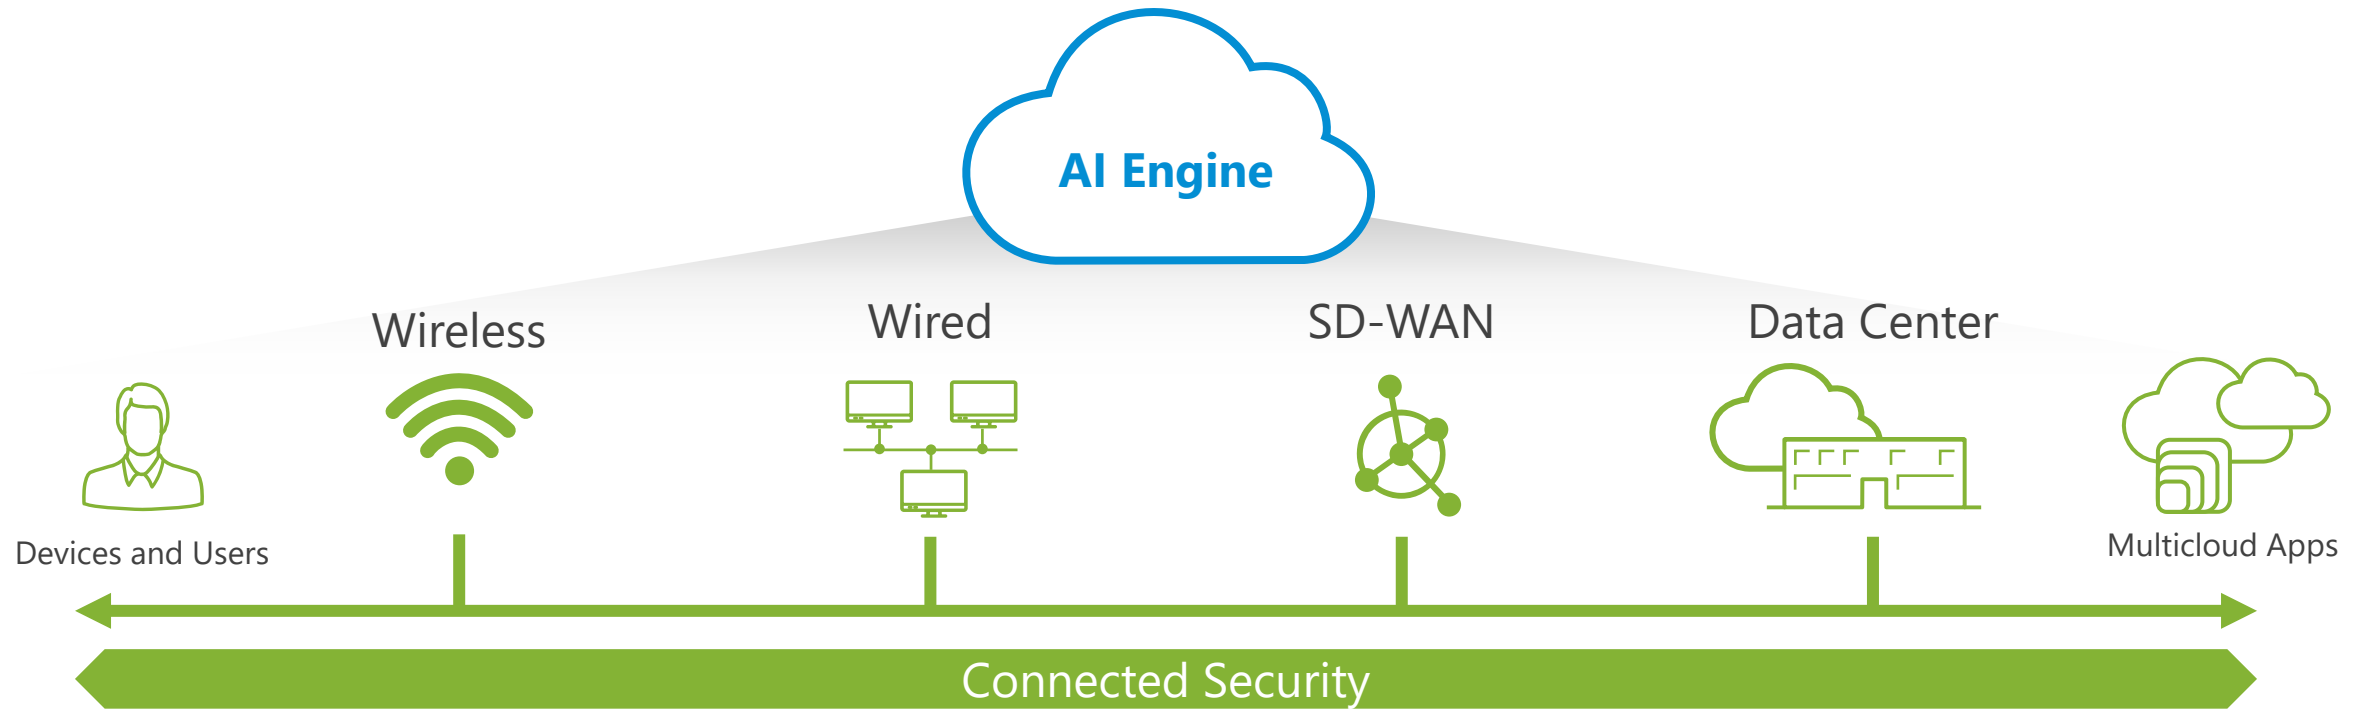 AI Engine
Wireless
Wired
SD-WAN
Data Center
Devices and Users
Multicloud Apps
Connected Security